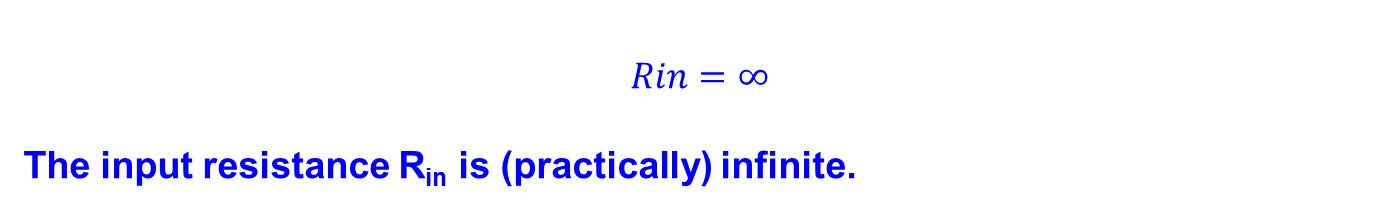 Rin = ∞
The input resistance Rin is (practically) infinite.